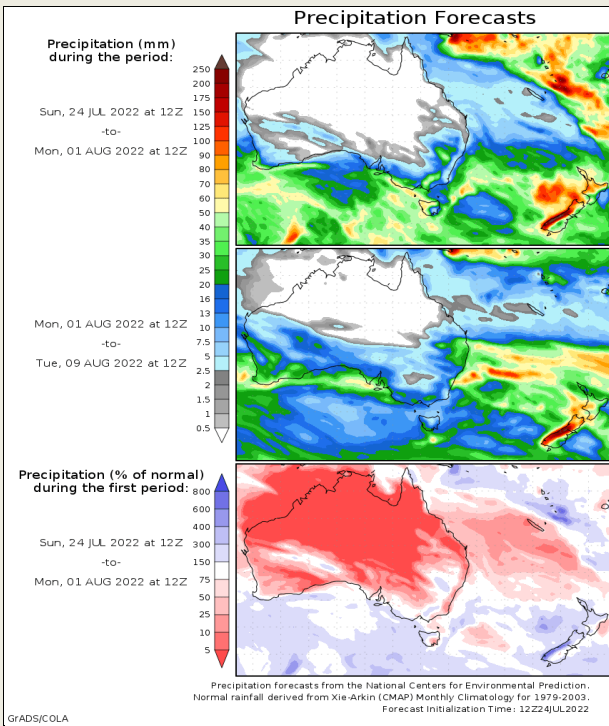 Precipitation Forecasts
Precipitation (mm)
during the period:
250
200
175
150
125
100
90
80
70
60
50
40
35
30
25
20
16
13
10
7.5
5
2.5
2
1.5
1
0.5
Sun, 24 JUL 2022 at 12Z
-to-
Mon, 01 AUG 2022 at 12Z
Mon, 01 AUG 2022 at 12Z
-to-
Tue, 09 AUG 2022 at 12Z
Precipitation (% of normal)
during the first period:
800
600
400
300
150
75
50
25
10
5
Sun, 24 JUL 2022 at 12Z
-to-
Mon, 01 AUG 2022 at 12Z
Precipitation forecasts from the National Centers for Environmental Prediction.
Normal rainfall derived from Xie-Arkin (CMAP) Monthly Climatology for 1979-2003.
Forecast Initialization Time: 12Z24JUL2022
GrADS/COLA